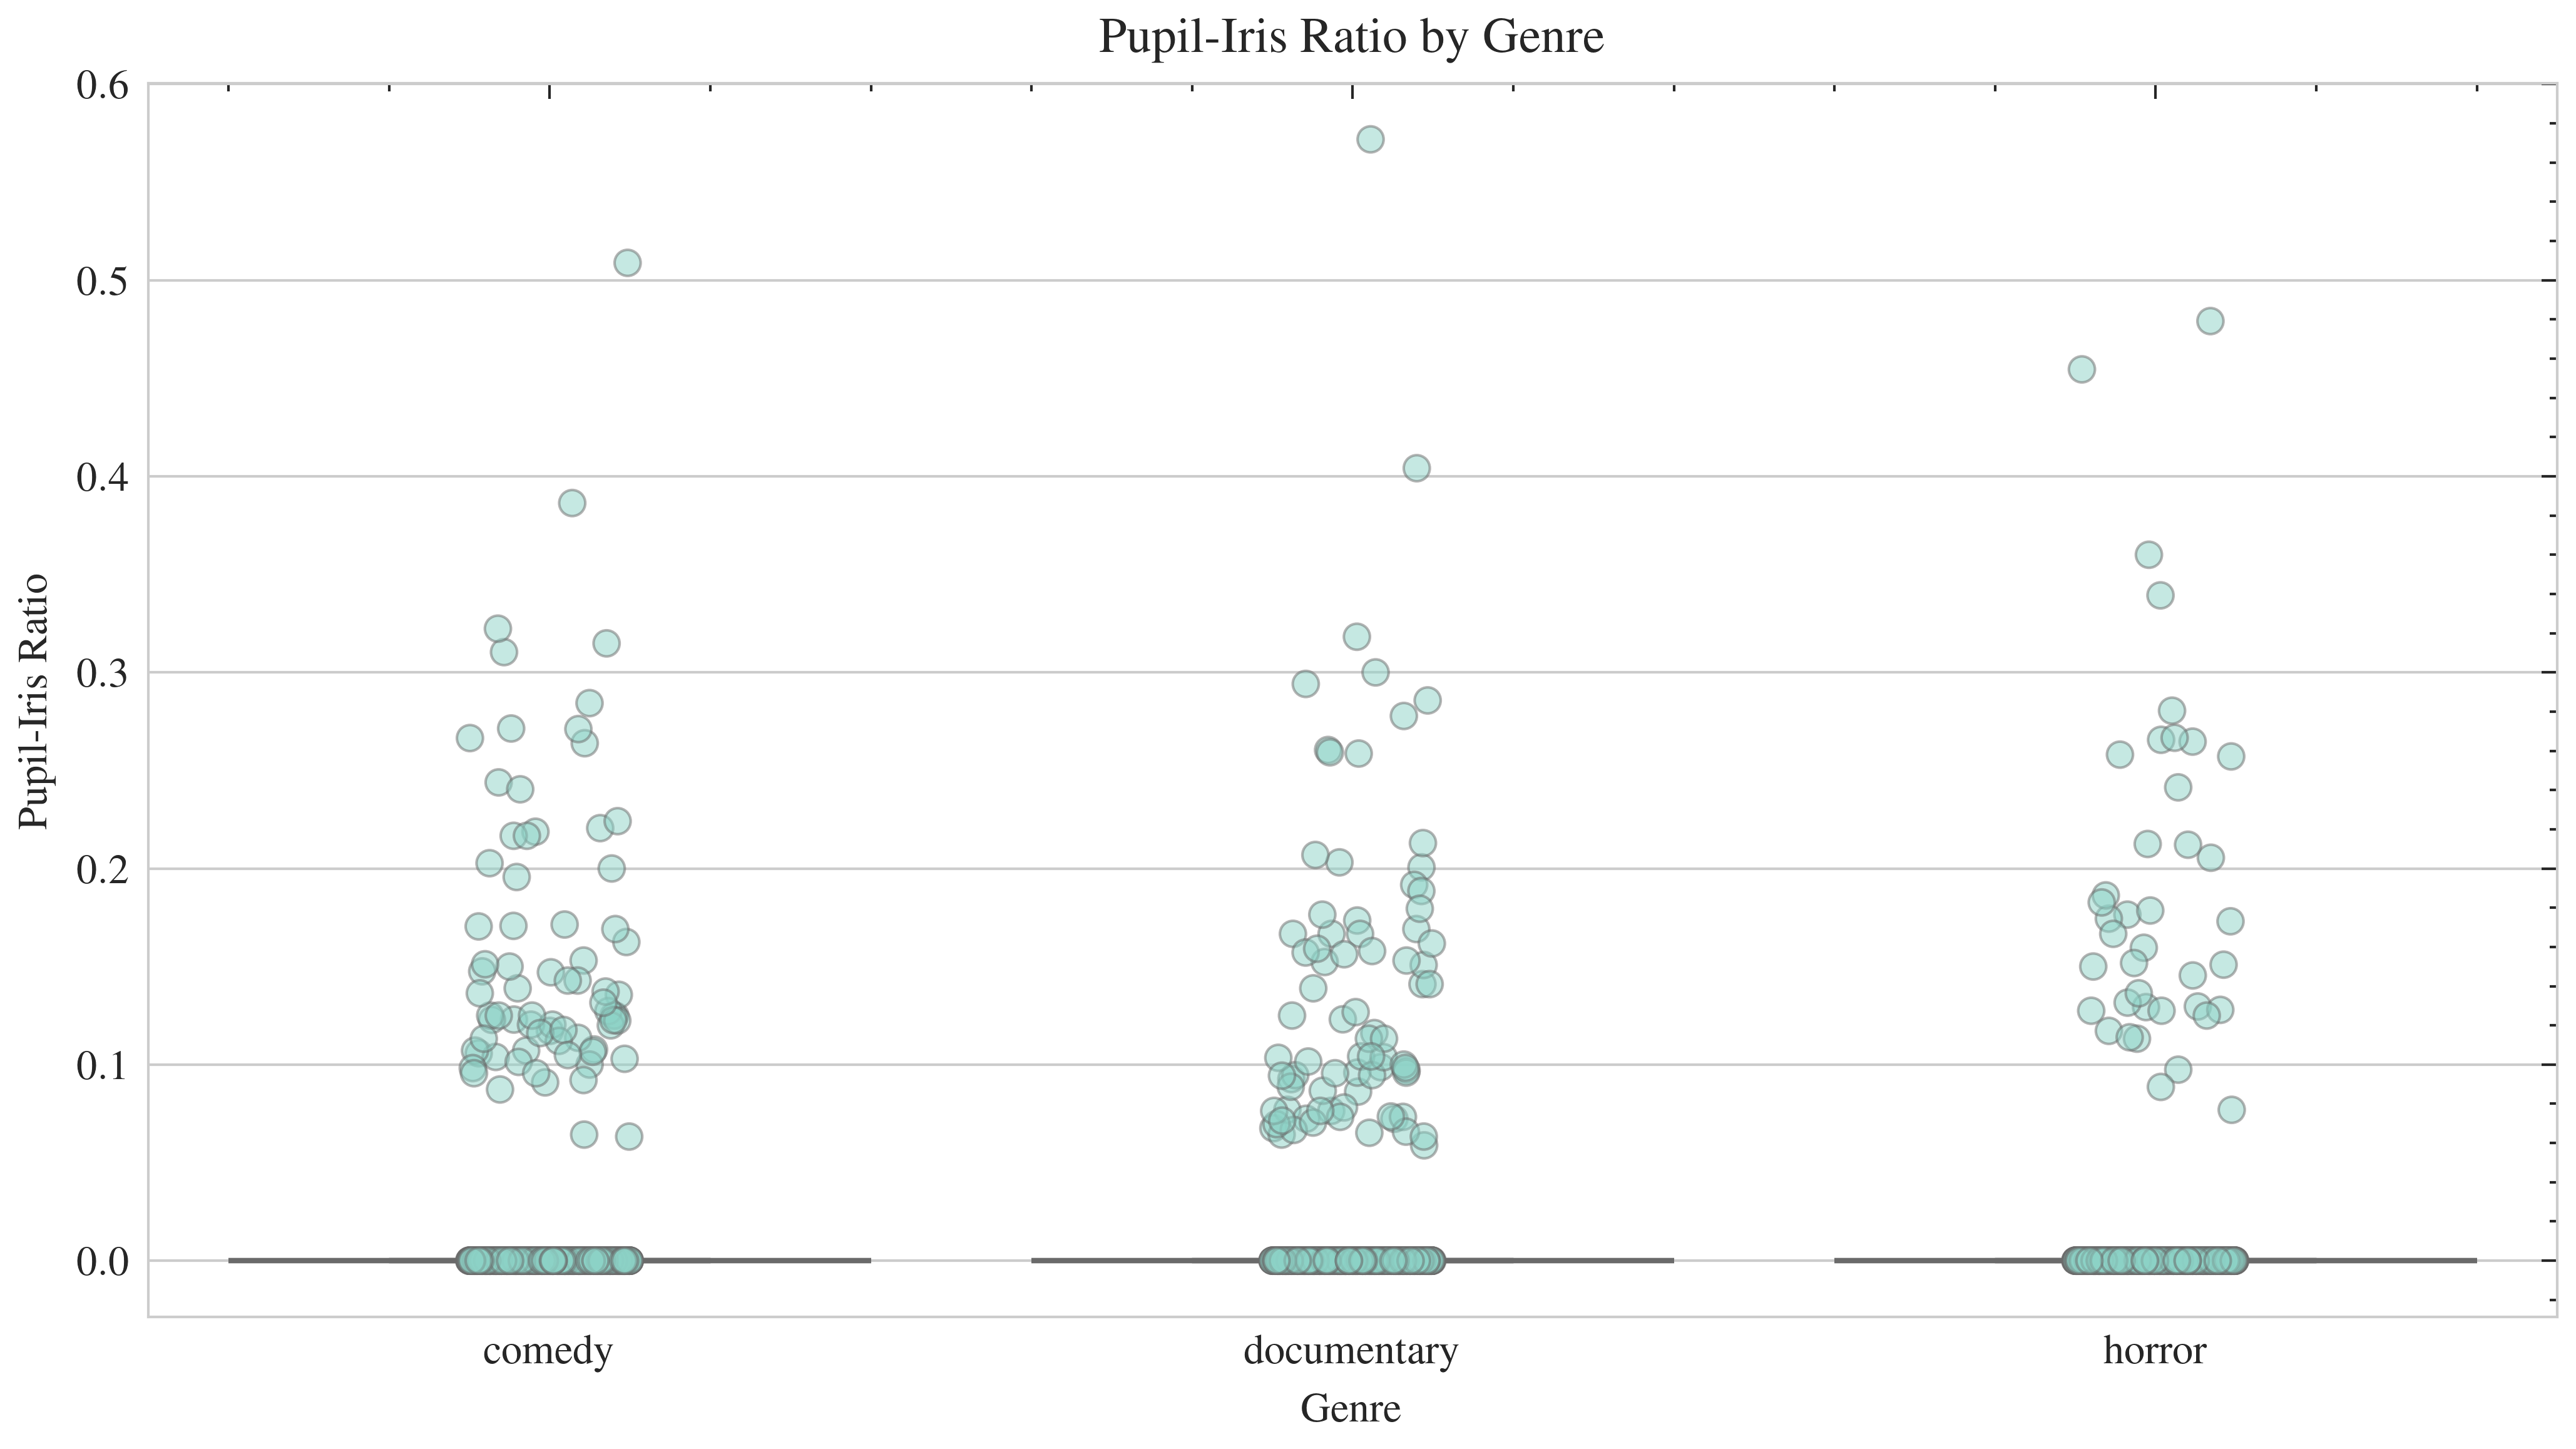 Pupil-Iris Ratio by Genre
0.6
0.5
0.4
0.3
0.2
0.1
0.0
Pupil-Iris Ratio
comedy documentary horror
Genre